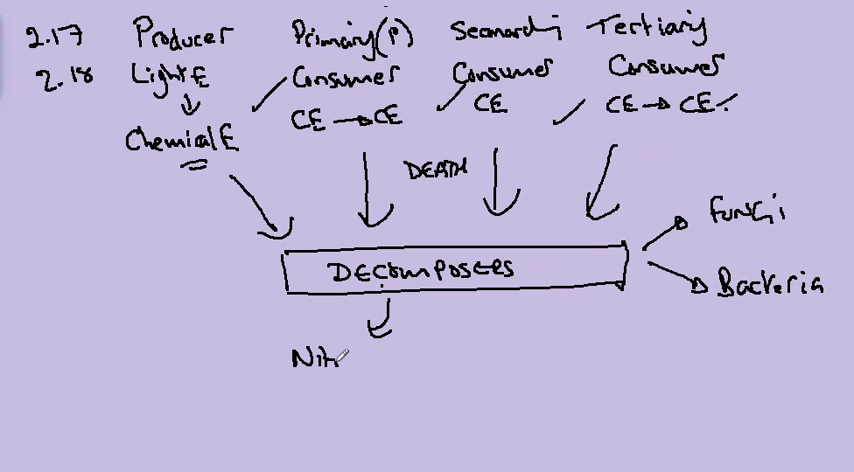 2.17 Producer Primary(P) Secondary Tertiary
2.18 Light E Consumer Consumer Consumer
CE → CE CE CE → CE
Chemical E
DEATH
Fungi
DEComposers
Bacteria
Nit